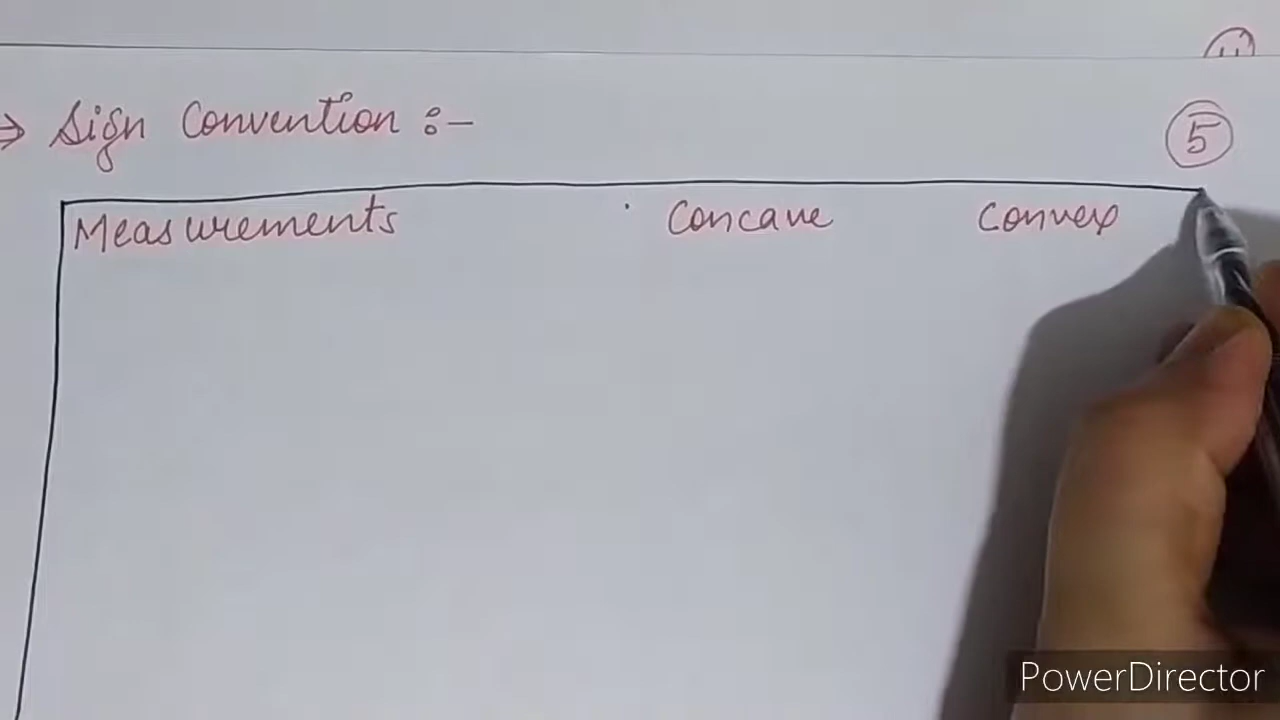 ⇒ Sign Convention :-
5
Measurements Concave Convex
PowerDirector